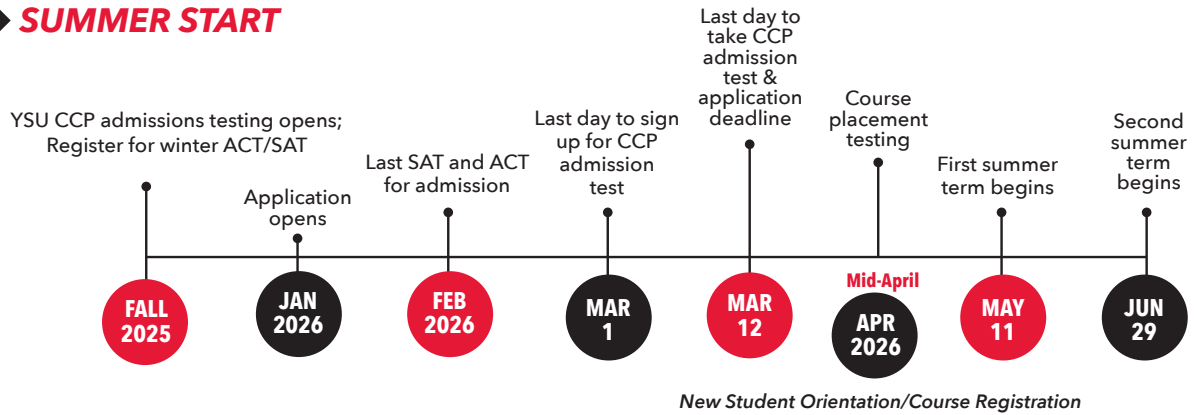 SUMMER START
YSU CCP admissions testing opens;
Register for winter ACT/SAT
Application
opens
Last SAT and ACT
for admission
Last day to sign
up for CCP
admission
test
Last day to
take CCP
admission
test &
application
deadline
Course
placement
testing
First summer
term begins
Second
summer
term
begins
FALL
2025
JAN
2026
FEB
2026
MAR
1
MAR
12
Mid-April
APR
2026
MAY
11
JUN
29
New Student Orientation/Course Registration